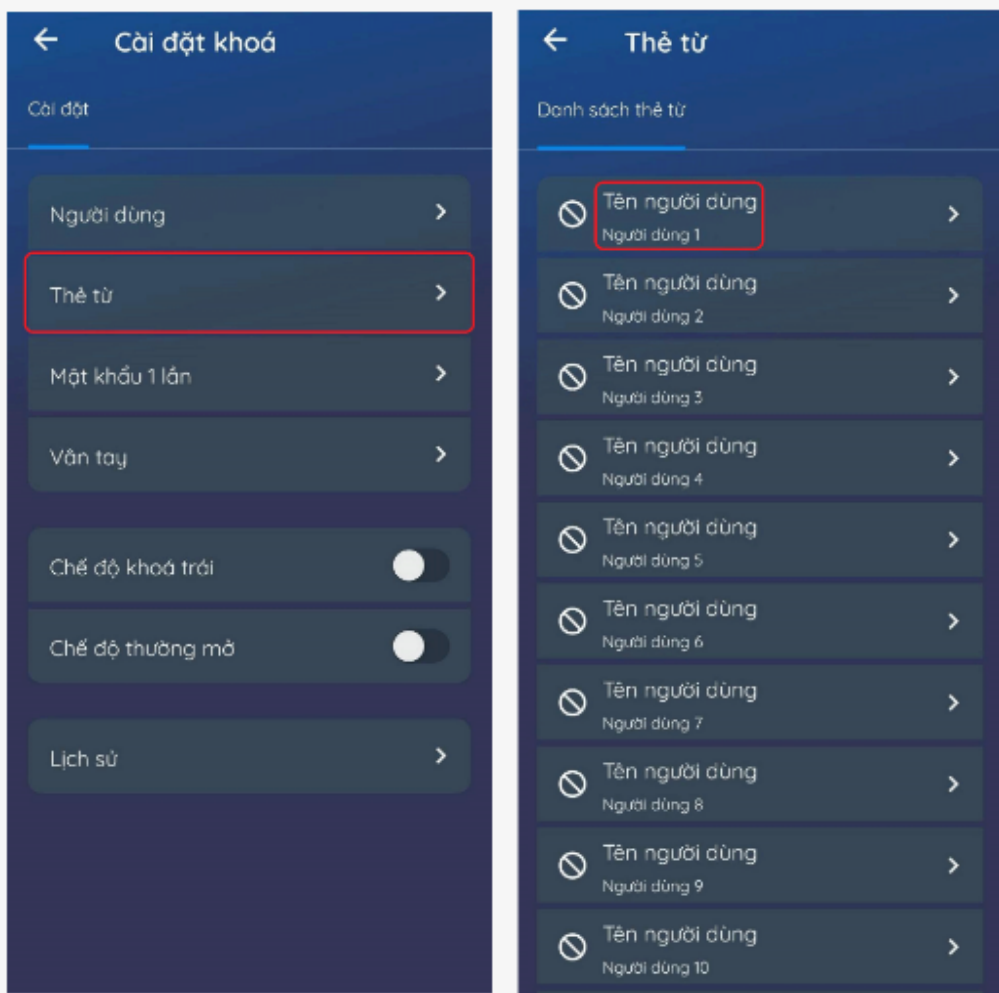 Cài đặt khoá
Cài đặt
Người dùng
Thẻ từ
Mật khẩu 1 lần
Vân tay
Chế độ khoá trái
Chế độ thường mở
Lịch sử
Thẻ từ
Danh sách thẻ từ
Tên người dùng
Người dùng 1
Tên người dùng
Người dùng 2
Tên người dùng
Người dùng 3
Tên người dùng
Người dùng 4
Tên người dùng
Người dùng 5
Tên người dùng
Người dùng 6
Tên người dùng
Người dùng 7
Tên người dùng
Người dùng 8
Tên người dùng
Người dùng 9
Tên người dùng
Người dùng 10